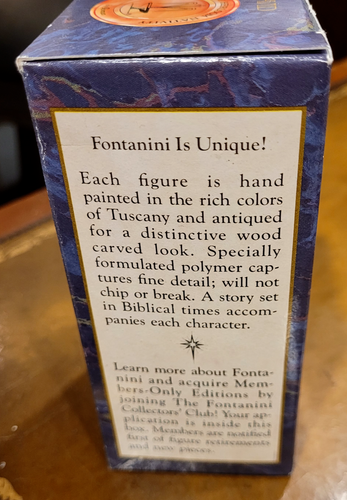 Fontanini Is Unique!
Each figure is hand
painted in the rich colors
of Tuscany and antiqued
for a distinctive wood
carved look. Specially
formulated polymer cap-
tures fine detail; will not
chip or break. A story set
in Biblical times accom-
panies each character.
Learn more about Fonta-
nini and acquire Mem-
bers-Only Editions by
joining The Fontanini
Collectors' Club! Your ap-
plication is inside this
box. Members are notified
first of figure retirements
and new pieces.